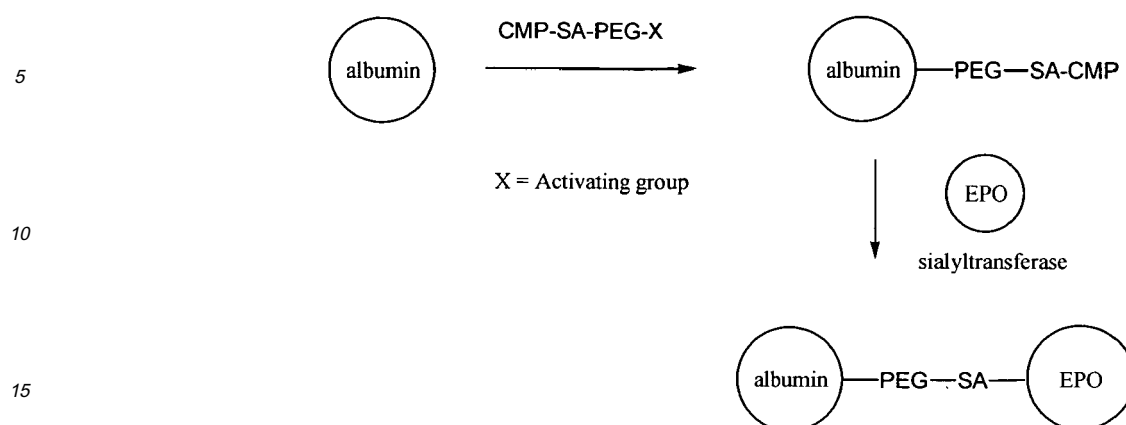 CMP-SA-PEG-X
5
albumin
albumin—PEG—SA-CMP
X = Activating group
EPO
10
sialyltransferase
15
albumin—PEG—SA—EPO